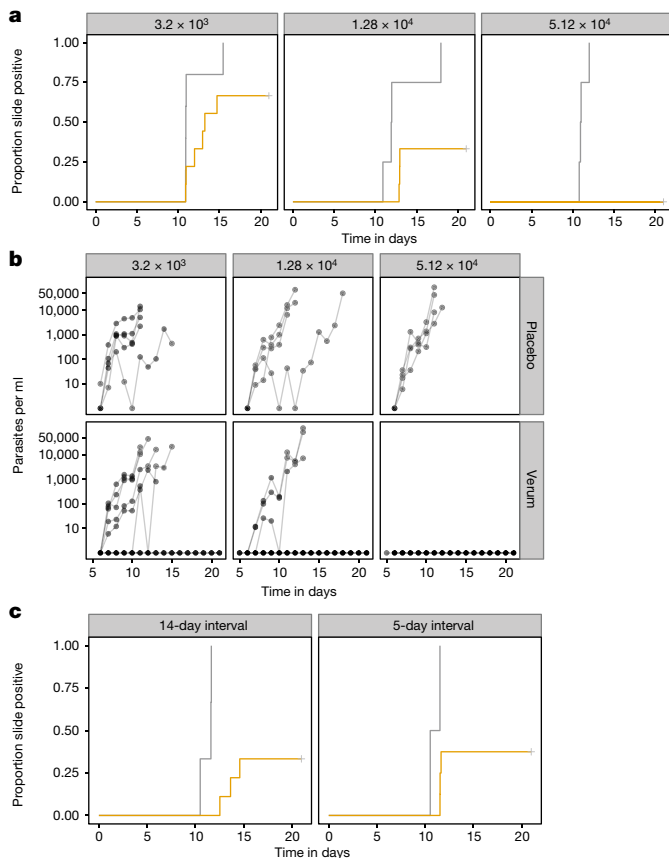 a
3.2 × 10³ 1.28 × 10⁴ 5.12 × 10⁴
Proportion slide positive
1.00
0.75
0.50
0.25
0.00
0 5 10 15 20 0 5 10 15 20 0 5 10 15 20
Time in days
b
3.2 × 10³ 1.28 × 10⁴ 5.12 × 10⁴
Parasites per ml
50,000
10,000
1,000
100
10
Placebo
50,000
10,000
1,000
100
10
Verum
5 10 15 20 5 10 15 20 5 10 15 20
Time in days
c
14-day interval 5-day interval
Proportion slide positive
1.00
0.75
0.50
0.25
0.00
0 5 10 15 20 0 5 10 15 20
Time in days